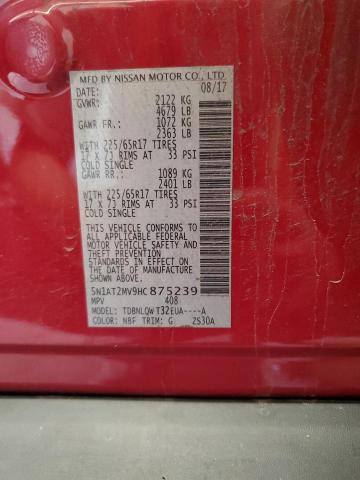 MFD BY NISSAN MOTOR CO., LTD.
DATE: 08/17
GVWR: 2122 KG
4679 LB
GAWR FR.: 1072 KG
2363 LB
WITH 225/65R17 TIRES
17 X 7J RIMS AT 33 PSI
COLD SINGLE
GAWR RR.: 1089 KG
2401 LB
WITH 225/65R17 TIRES
17 X 7J RIMS AT 33 PSI
COLD SINGLE
THIS VEHICLE CONFORMS TO
ALL APPLICABLE FEDERAL
MOTOR VEHICLE SAFETY
AND THEFT PREVENTION
STANDARDS IN EFFECT ON
THE DATE OF MANUFACTURE
SHOWN ABOVE.
5N1AT2MV9HC875239
MPV 408
MODEL: TDBNLQWT32EUA----A
COLOR: NBF TRIM: G ZS30A